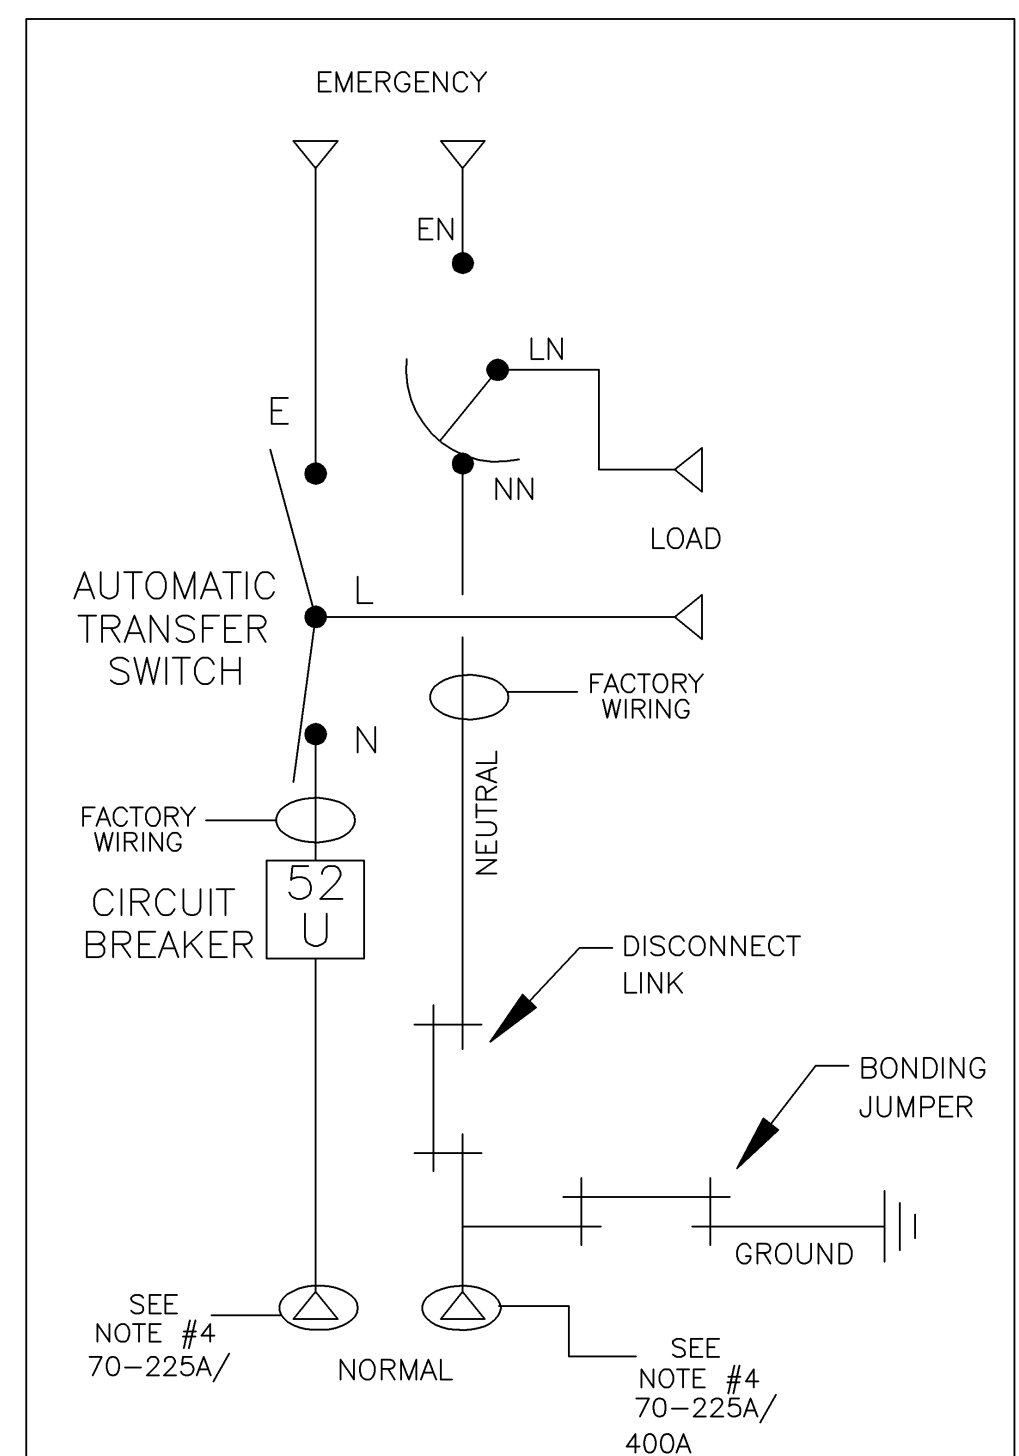 EMERGENCY
EN
LN
E
NN
LOAD
AUTOMATIC
TRANSFER
SWITCH
L
FACTORY
WIRING
N
NEUTRAL
FACTORY
WIRING
52
U
CIRCUIT
BREAKER
DISCONNECT
LINK
BONDING
JUMPER
GROUND
SEE
NOTE #4
70-225A/
NORMAL
SEE
NOTE #4
70-225A/
400A